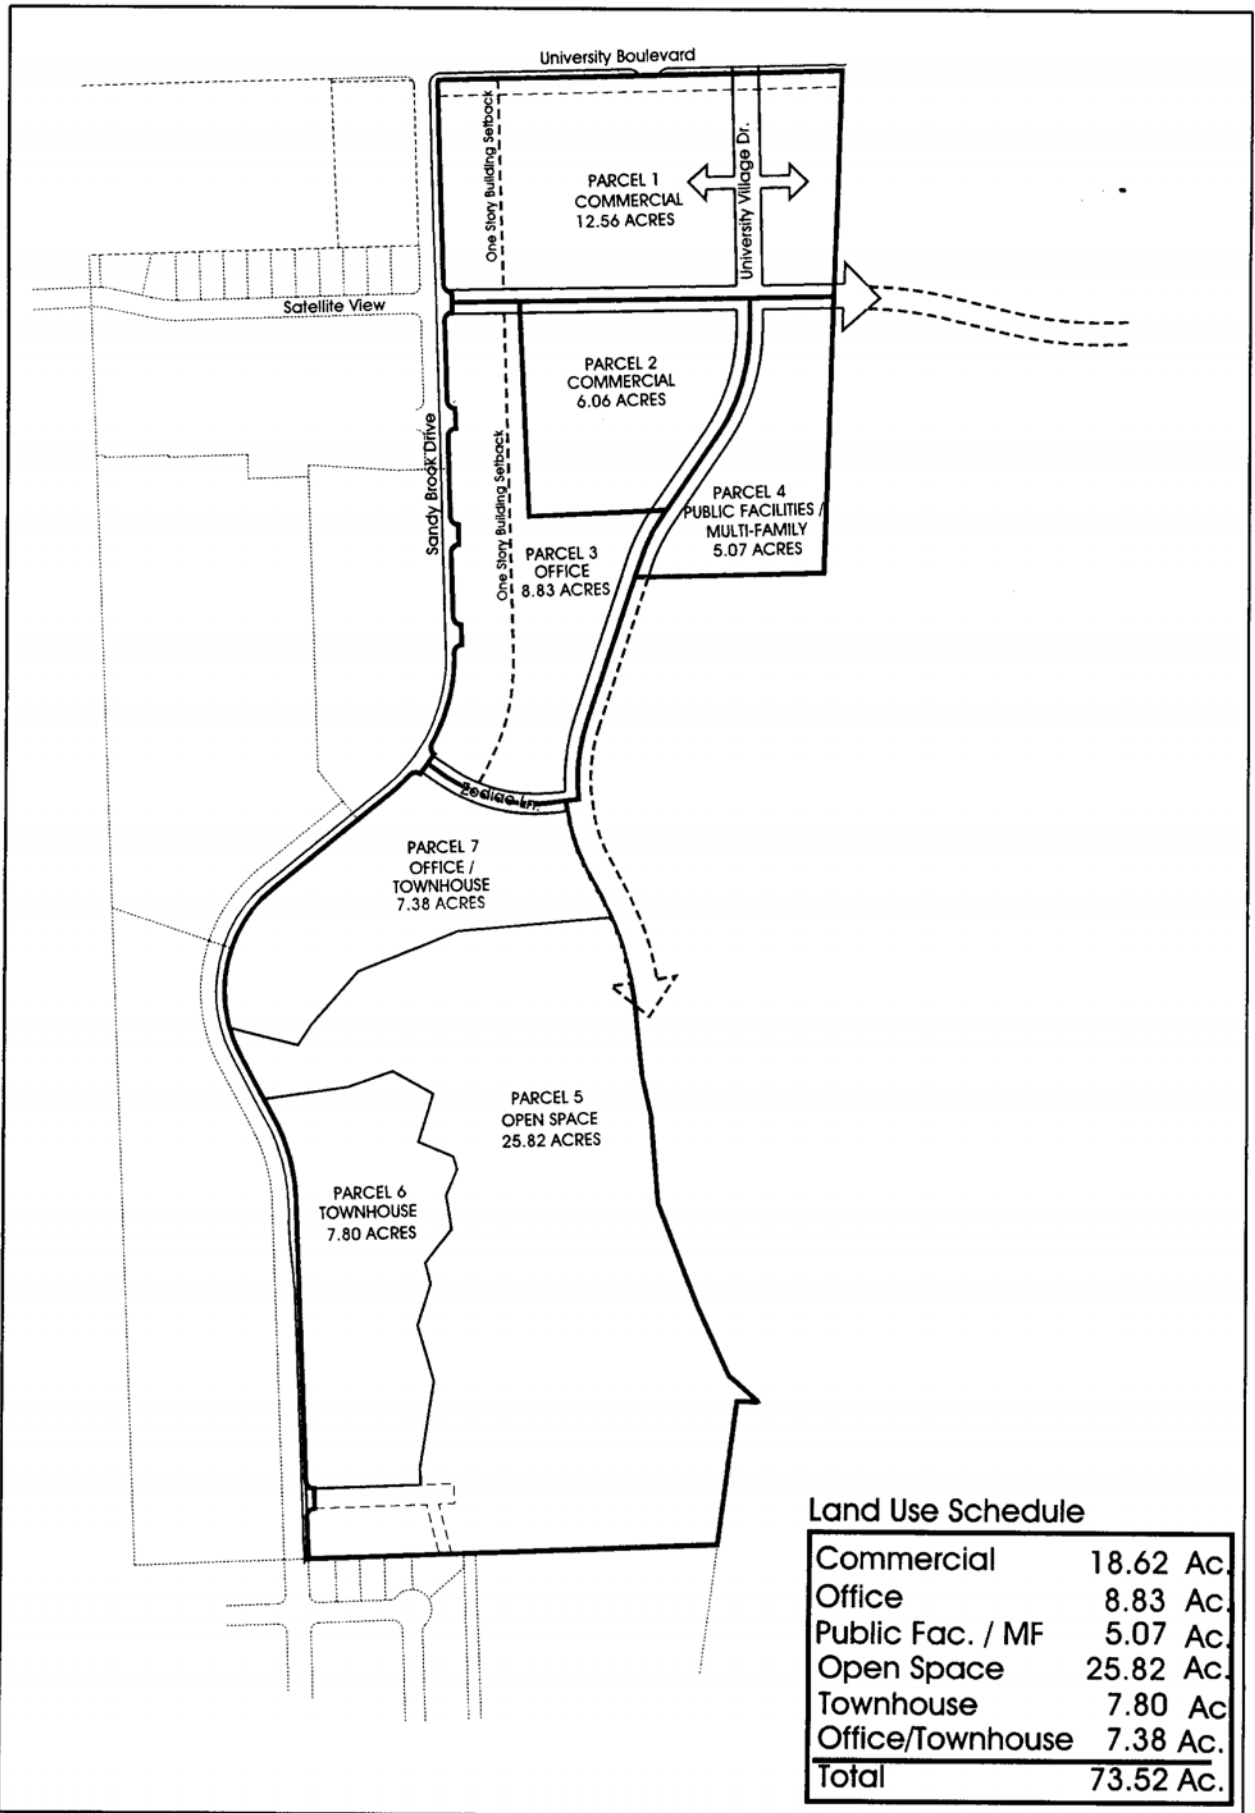 University Boulevard
One Story Building Setback
PARCEL 1
COMMERCIAL
12.56 ACRES
University Village Dr.
Satellite View
PARCEL 2
COMMERCIAL
6.06 ACRES
Sandy Brook Drive
One Story Building Setback
PARCEL 4
PUBLIC FACILITIES /
MULTI-FAMILY
5.07 ACRES
PARCEL 3
OFFICE
8.83 ACRES
Zodiac Ln.
PARCEL 7
OFFICE /
TOWNHOUSE
7.38 ACRES
PARCEL 5
OPEN SPACE
25.82 ACRES
PARCEL 6
TOWNHOUSE
7.80 ACRES
Land Use Schedule
Commercial 18.62 Ac.
Office 8.83 Ac.
Public Fac. / MF 5.07 Ac.
Open Space 25.82 Ac.
Townhouse 7.80 Ac
Office/Townhouse 7.38 Ac.
Total 73.52 Ac.